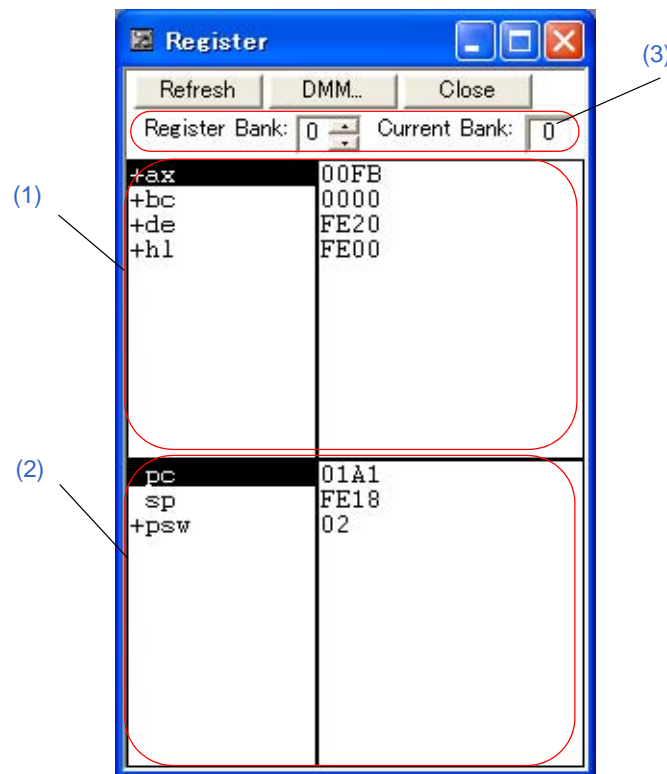 Register
Refresh DMM... Close
(3)
Register Bank: 0 Current Bank: 0
(1)
+ax 00FB
+bc 0000
+de FE20
+hl FE00
(2)
pc 01A1
sp FE18
+psw 02